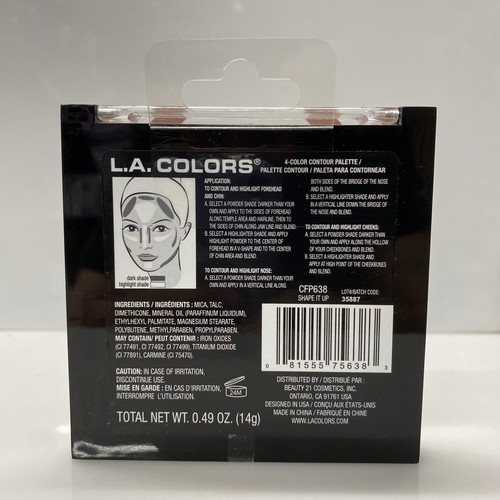 L.A. COLORS®
4-COLOR CONTOUR PALETTE /
PALETTE CONTOUR / PALETA PARA CONTORNEAR
dark shade
highlight shade
APPLICATION:
TO CONTOUR AND HIGHLIGHT FOREHEAD
AND CHIN:
A. SELECT A POWDER SHADE DARKER THAN YOUR
OWN AND APPLY TO THE SIDES OF FOREHEAD
ALONG TEMPLE AREA AND HAIRLINE, THEN TO
THE SIDES OF CHIN ALONG JAW LINE AND BLEND.
B. SELECT A HIGHLIGHTER SHADE AND APPLY
HIGHLIGHT POWDER TO THE CENTER OF
FOREHEAD IN A V-SHAPE AND TO THE CENTER
OF CHIN AREA AND BLEND.
TO CONTOUR AND HIGHLIGHT NOSE:
A. SELECT A POWDER SHADE DARKER THAN YOUR
OWN AND APPLY IN A VERTICAL LINE ALONG
BOTH SIDES OF THE BRIDGE OF THE NOSE
AND BLEND.
B. SELECT A HIGHLIGHTER SHADE AND APPLY
IN A VERTICAL LINE DOWN THE BRIDGE OF
THE NOSE AND BLEND.
TO CONTOUR AND HIGHLIGHT CHEEKS:
A. SELECT A POWDER SHADE DARKER THAN
YOUR OWN AND APPLY ALONG THE HOLLOW
OF YOUR CHEEKBONES AND BLEND.
B. SELECT A HIGHLIGHTER SHADE AND
APPLY AT HIGH POINT OF THE CHEEKBONES
AND BLEND.
CFP638
SHAPE IT UP
LOT#/BATCH CODE:
35887
INGREDIENTS / INGRÉDIENTS : MICA, TALC,
DIMETHICONE, MINERAL OIL (PARAFFINUM LIQUIDUM),
ETHYLHEXYL PALMITATE, MAGNESIUM STEARATE,
POLYBUTENE, METHYLPARABEN, PROPYLPARABEN.
MAY CONTAIN/ PEUT CONTENIR : IRON OXIDES
(CI 77491, CI 77492, CI 77499), TITANIUM DIOXIDE
(CI 77891), CARMINE (CI 75470).
CAUTION: IN CASE OF IRRITATION,
DISCONTINUE USE.
MISE EN GARDE : EN CAS D'IRRITATION,
INTERROMPRE L'UTILISATION.
24M
TOTAL NET WT. 0.49 OZ. (14g)
0 81555 75638 3
DISTRIBUTED BY / DISTRIBUÉ PAR :
BEAUTY 21 COSMETICS, INC.
ONTARIO, CA 91761 USA
DESIGNED IN USA / CONÇU AUX ÉTATS-UNIS
MADE IN CHINA / FABRIQUÉ EN CHINE
WWW.LACOLORS.COM